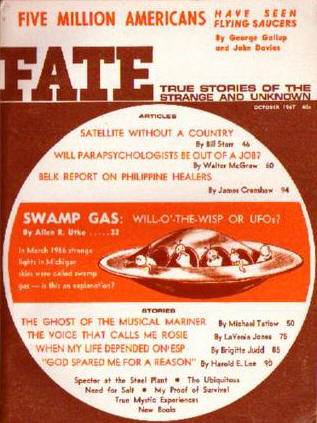 FIVE MILLION AMERICANS HAVE SEEN
FLYING SAUCERS
By George Gallup
and John Davies
FATE
TRUE STORIES OF THE
STRANGE AND UNKNOWN
OCTOBER 1967 40c
ARTICLES
SATELLITE WITHOUT A COUNTRY
By Bill Starr 46
WILL PARAPSYCHOLOGISTS BE OUT OF A JOB?
By Walter McGraw 60
BELK REPORT ON PHILIPPINE HEALERS
By James Crenshaw 94
SWAMP GAS: WILL-O'-THE-WISP OR UFOs?
By Allen R. Utke .....32
In March 1966 strange
lights in Michigan
skies were called swamp
gas — is this an explanation?
STORIES
THE GHOST OF THE MUSICAL MARINER By Michael Tatlow 50
THE VOICE THAT CALLS ME ROSIE By LaVenia Jones 75
WHEN MY LIFE DEPENDED ON ESP By Brigitte Judd 85
"GOD SPARED ME FOR A REASON" By Harold E. Lee 90
Specter at the Steel Plant • The Ubiquitous
Need for Salt • My Proof of Survival
True Mystic Experiences
New Books